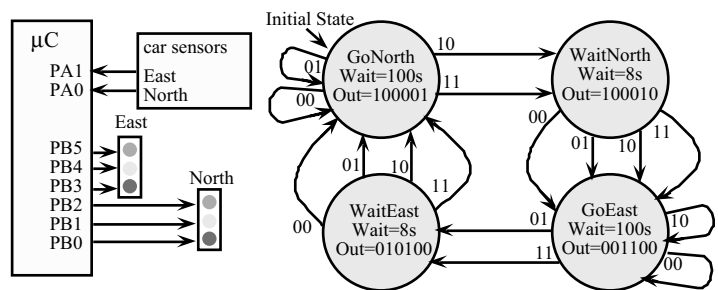 μC
car sensors
PA1
East
PA0
North
East
PB5
PB4
PB3
North
PB2
PB1
PB0
Initial State
GoNorth
Wait=100s
Out=100001
01
00
10
11
WaitNorth
Wait=8s
Out=100010
00
01
10
11
WaitEast
Wait=8s
Out=010100
00
01
10
11
GoEast
Wait=100s
Out=001100
01
11
10
00